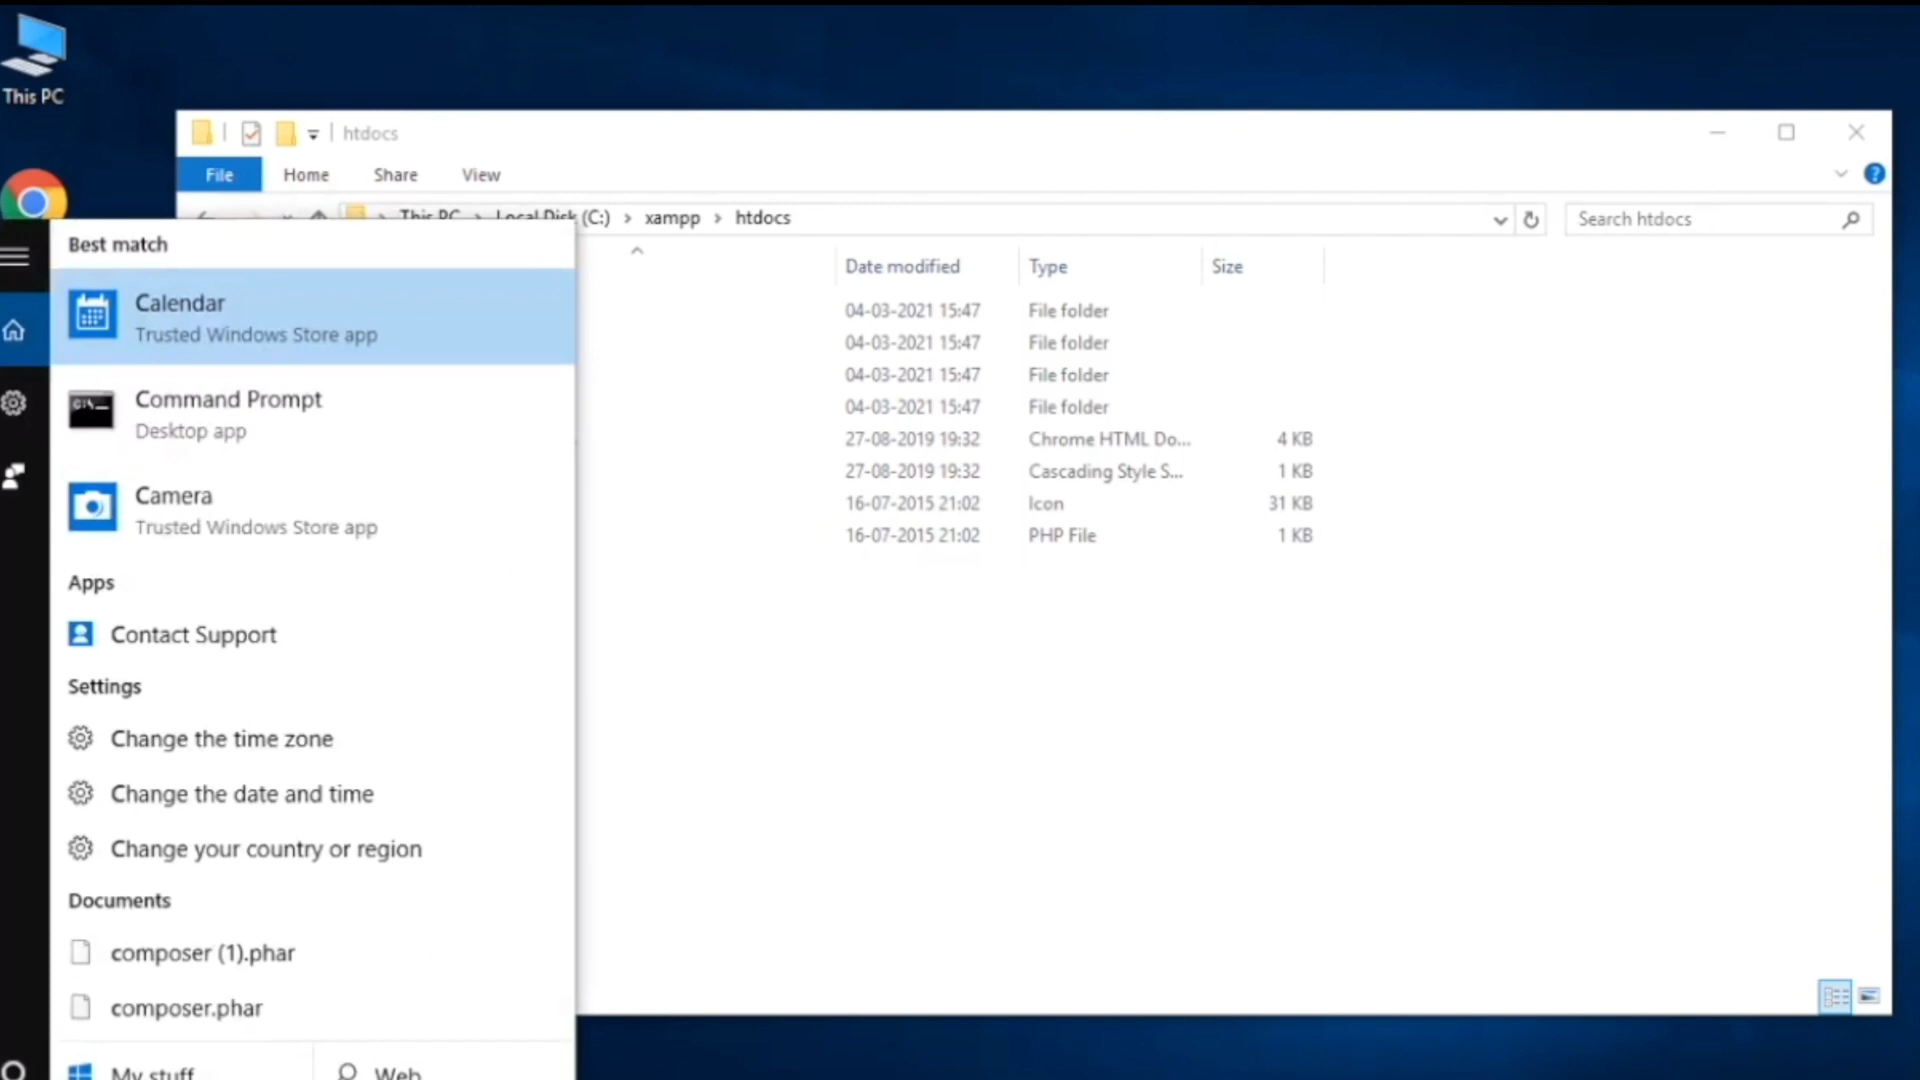 This PC
htdocs
File Home Share View
This PC > Local Disk (C:) > xampp > htdocs
Search htdocs
Best match
Calendar
Trusted Windows Store app
Command Prompt
Desktop app
Camera
Trusted Windows Store app
Apps
Contact Support
Settings
Change the time zone
Change the date and time
Change your country or region
Documents
composer (1).phar
composer.phar
My stuff Web
Date modified Type Size
04-03-2021 15:47 File folder
04-03-2021 15:47 File folder
04-03-2021 15:47 File folder
04-03-2021 15:47 File folder
27-08-2019 19:32 Chrome HTML Do... 4 KB
27-08-2019 19:32 Cascading Style S... 1 KB
16-07-2015 21:02 Icon 31 KB
16-07-2015 21:02 PHP File 1 KB